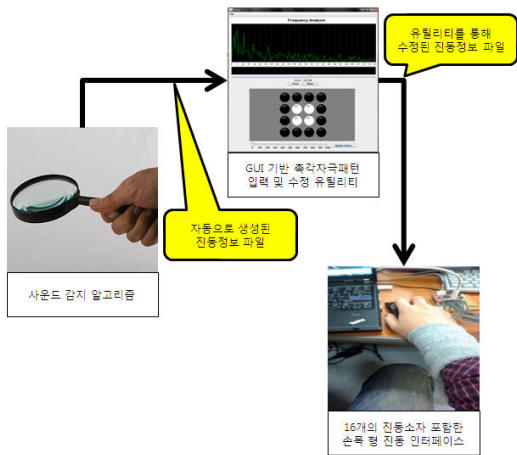 Frequency Analyzer
유틸리티를 통해
수정된 진동정보 파일
GUI 기반 촉각자극패턴
입력 및 수정 유틸리티
자동으로 생성된
진동정보 파일
사운드 감지 알고리즘
16개의 진동소자 포함한
손목 형 진동 인터페이스